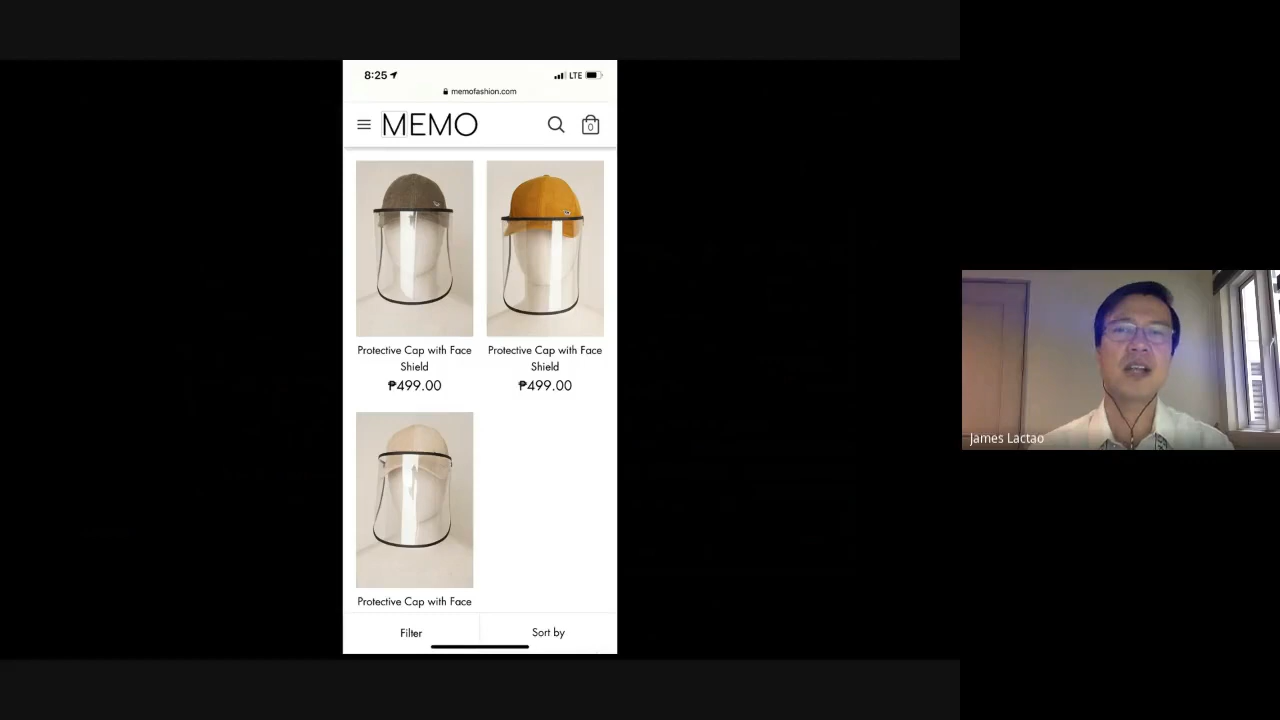 8:25
LTE
memofashion.com
MEMO
0
Protective Cap with Face
Shield
₱499.00
Protective Cap with Face
Shield
₱499.00
Protective Cap with Face
Filter
Sort by
James Lactao